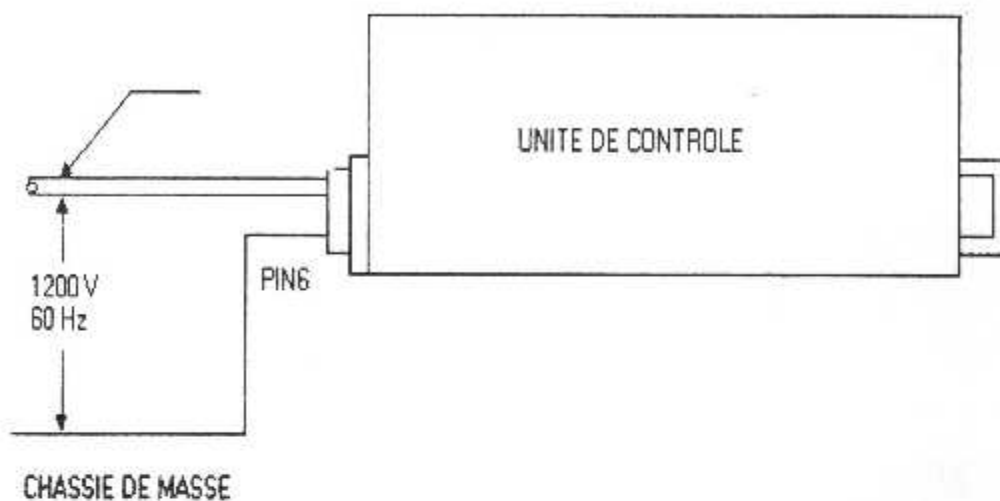 UNITE DE CONTROLE
1200 V
60 Hz
PIN6
CHASSIE DE MASSE